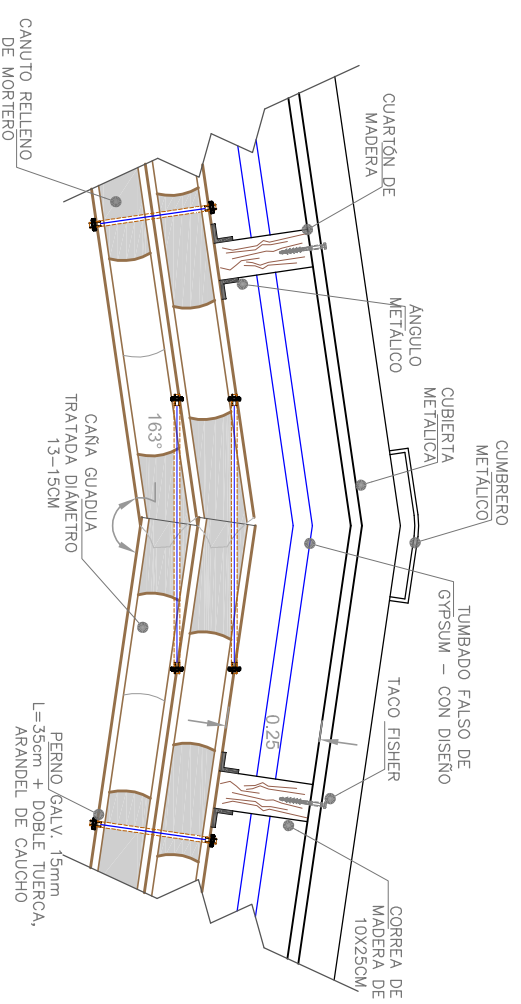 CANUTO RELLENO
DE MORTERO
CUARTÓN DE
MADERA
ÁNGULO
METÁLICO
CUBIERTA
METÁLICA
CUMBRERO
METÁLICO
163°
CAÑA GUADUA
TRATADA DIÁMETRO
13-15CM
TUMBADO FALSO DE
GYPSUM - CON DISEÑO
0.25
TACO FISHER
PERNO GALV. 15mm
L=35cm + DOBLE TUERCA,
ARANDEL DE CAUCHO
CORREA DE
MADERA DE
10X25CM